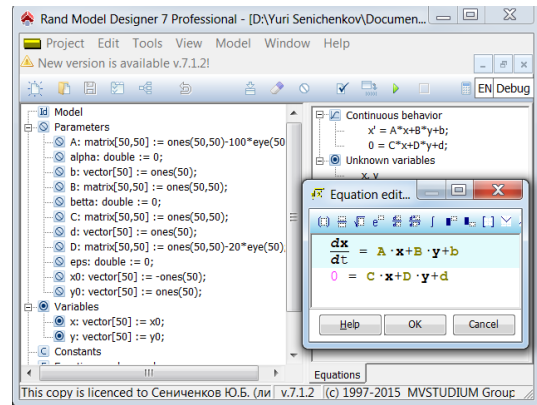 Rand Model Designer 7 Professional - [D:\Yuri Senichenkov\Documen...
Project Edit Tools View Model Window Help
New version is available v.7.1.2!
EN Debug
Id Model
Parameters
A: matrix[50,50] := ones(50,50)-100*eye(50
alpha: double := 0;
b: vector[50] := ones(50);
B: matrix[50,50] := ones(50,50);
betta: double := 0;
C: matrix[50,50] := ones(50,50);
d: vector[50] := ones(50);
D: matrix[50,50] := ones(50,50)-20*eye(50)
eps: double := 0;
x0: vector[50] := -ones(50);
y0: vector[50] := ones(50);
Variables
x: vector[50] := x0;
y: vector[50] := y0;
C Constants
Continuous behavior
x' = A*x+B*y+b;
0 = C*x+D*y+d;
Unknown variables
x, y
Equation edit...
dx/dt = A·x+B·y+b
0 = C·x+D·y+d
Help OK Cancel
Equations
This copy is licenced to Сениченков Ю.Б. (ли v.7.1.2 (c) 1997-2015 MVSTUDIUM Group